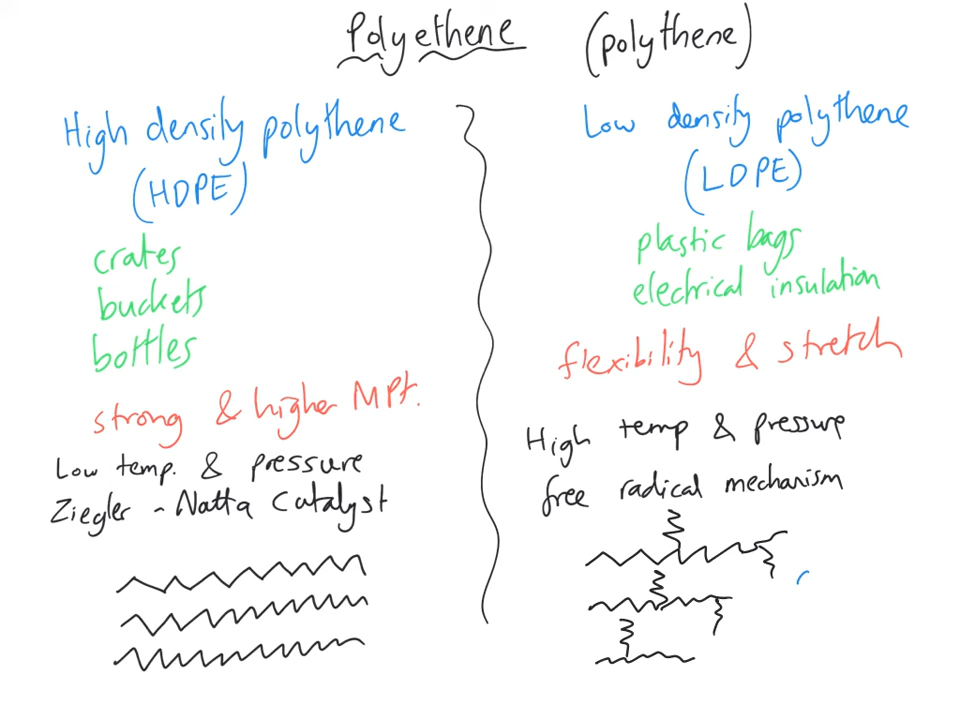 Polyethene (polythene)
High density polythene
(HDPE)
crates
buckets
bottles
strong & higher MPt.
Low temp. & pressure
Ziegler - Natta Catalyst
Low density polythene
(LDPE)
plastic bags
electrical insulation
flexibility & stretch
High temp & pressure
free radical mechanism